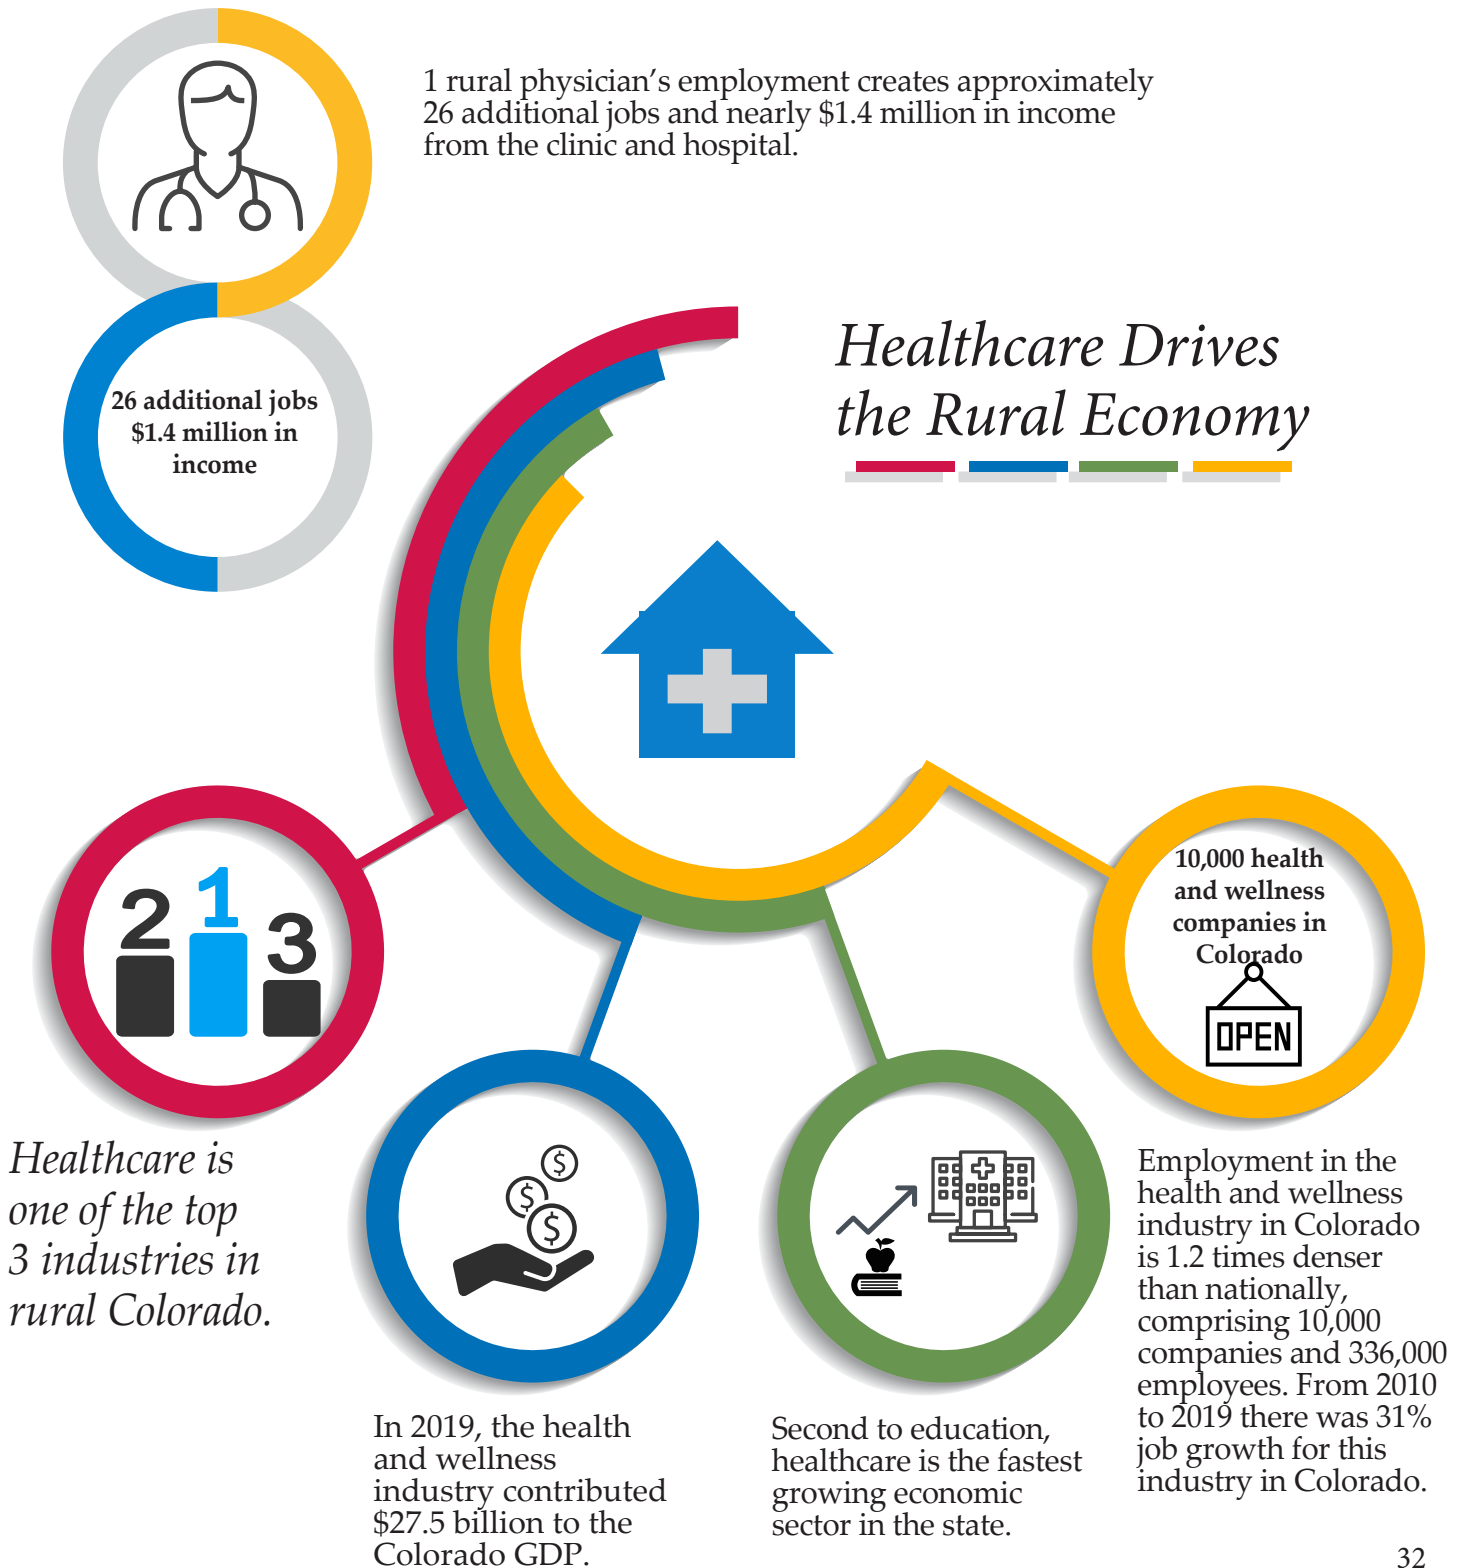 1 rural physician’s employment creates approximately
26 additional jobs and nearly $1.4 million in income
from the clinic and hospital.
26 additional jobs
$1.4 million in
income
Healthcare Drives
the Rural Economy
2
1
3
Healthcare is
one of the top
3 industries in
rural Colorado.
$
$
$
In 2019, the health
and wellness
industry contributed
$27.5 billion to the
Colorado GDP.
Second to education,
healthcare is the fastest
growing economic
sector in the state.
10,000 health
and wellness
companies in
Colorado
OPEN
Employment in the
health and wellness
industry in Colorado
is 1.2 times denser
than nationally,
comprising 10,000
companies and 336,000
employees. From 2010
to 2019 there was 31%
job growth for this
industry in Colorado.
32